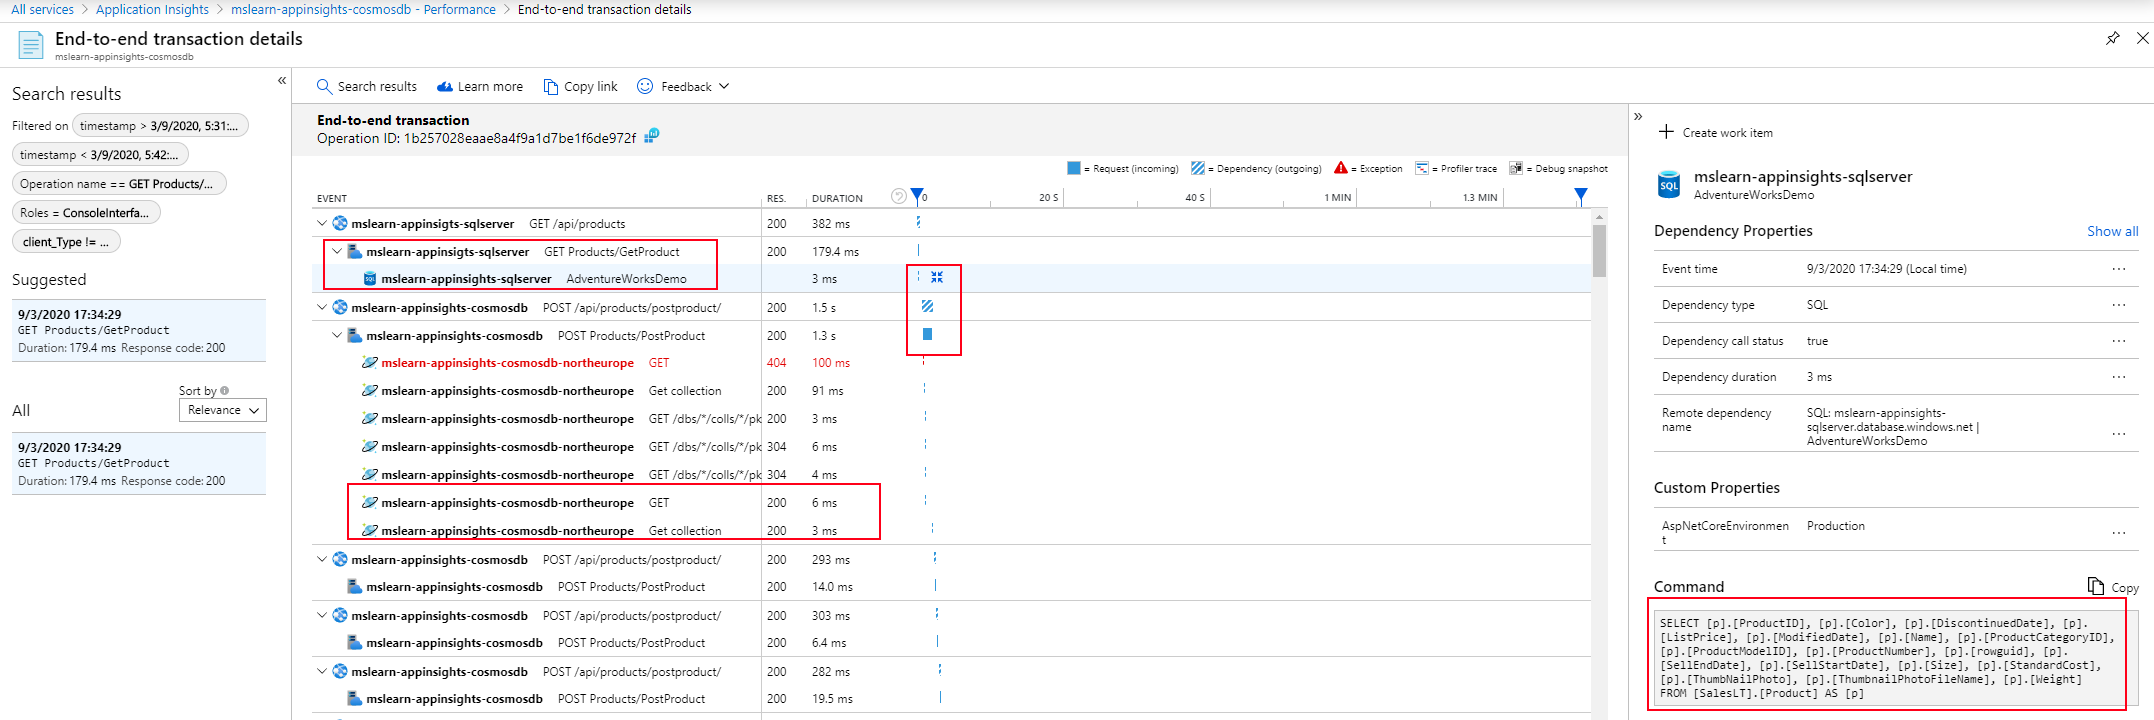 All services > Application Insights > mslearn-appinsights-cosmosdb - Performance > End-to-end transaction details
End-to-end transaction details
mslearn-appinsights-cosmosdb
Search results
Filtered on timestamp > 3/9/2020, 5:31:...
timestamp < 3/9/2020, 5:42:...
Operation name == GET Products/...
Roles = ConsoleInterfa...
client_Type != ...
Suggested
9/3/2020 17:34:29
GET Products/GetProduct
Duration: 179.4 ms Response code: 200
Sort by
All
Relevance
9/3/2020 17:34:29
GET Products/GetProduct
Duration: 179.4 ms Response code: 200
Search results Learn more Copy link Feedback
End-to-end transaction
Operation ID: 1b257028eaae8a4f9a1d7be1f6de972f
= Request (incoming) = Dependency (outgoing) = Exception = Profiler trace = Debug snapshot
EVENT RES. DURATION 0 20 S 40 S 1 MIN 1.3 MIN
mslearn-appinsigts-sqlserver GET /api/products 200 382 ms
mslearn-appinsigts-sqlserver GET Products/GetProduct 200 179.4 ms
mslearn-appinsights-sqlserver AdventureWorksDemo 3 ms
mslearn-appinsights-cosmosdb POST /api/products/postproduct/ 200 1.5 s
mslearn-appinsights-cosmosdb POST Products/PostProduct 200 1.3 s
mslearn-appinsights-cosmosdb-northeurope GET 404 100 ms
mslearn-appinsights-cosmosdb-northeurope Get collection 200 91 ms
mslearn-appinsights-cosmosdb-northeurope GET /dbs/*/colls/*/pk 200 3 ms
mslearn-appinsights-cosmosdb-northeurope GET /dbs/*/colls/*/pk 304 6 ms
mslearn-appinsights-cosmosdb-northeurope GET /dbs/*/colls/*/pk 304 4 ms
mslearn-appinsights-cosmosdb-northeurope GET 200 6 ms
mslearn-appinsights-cosmosdb-northeurope Get collection 200 3 ms
mslearn-appinsights-cosmosdb POST /api/products/postproduct/ 200 293 ms
mslearn-appinsights-cosmosdb POST Products/PostProduct 200 14.0 ms
mslearn-appinsights-cosmosdb POST /api/products/postproduct/ 200 303 ms
mslearn-appinsights-cosmosdb POST Products/PostProduct 200 6.4 ms
mslearn-appinsights-cosmosdb POST /api/products/postproduct/ 200 282 ms
mslearn-appinsights-cosmosdb POST Products/PostProduct 200 19.5 ms
Create work item
SQL
mslearn-appinsights-sqlserver
AdventureWorksDemo
Dependency Properties Show all
Event time 9/3/2020 17:34:29 (Local time) ...
Dependency type SQL ...
Dependency call status true ...
Dependency duration 3 ms ...
Remote dependency SQL: mslearn-appinsights-
name sqlserver.database.windows.net | ...
AdventureWorksDemo
Custom Properties
AspNetCoreEnvironmen Production ...
t
Command Copy
SELECT [p].[ProductID], [p].[Color], [p].[DiscontinuedDate], [p].
[ListPrice], [p].[ModifiedDate], [p].[Name], [p].[ProductCategoryID],
[p].[ProductModelID], [p].[ProductNumber], [p].[rowguid], [p].
[SellEndDate], [p].[SellStartDate], [p].[Size], [p].[StandardCost],
[p].[ThumbNailPhoto], [p].[ThumbnailPhotoFileName], [p].[Weight]
FROM [SalesLT].[Product] AS [p]